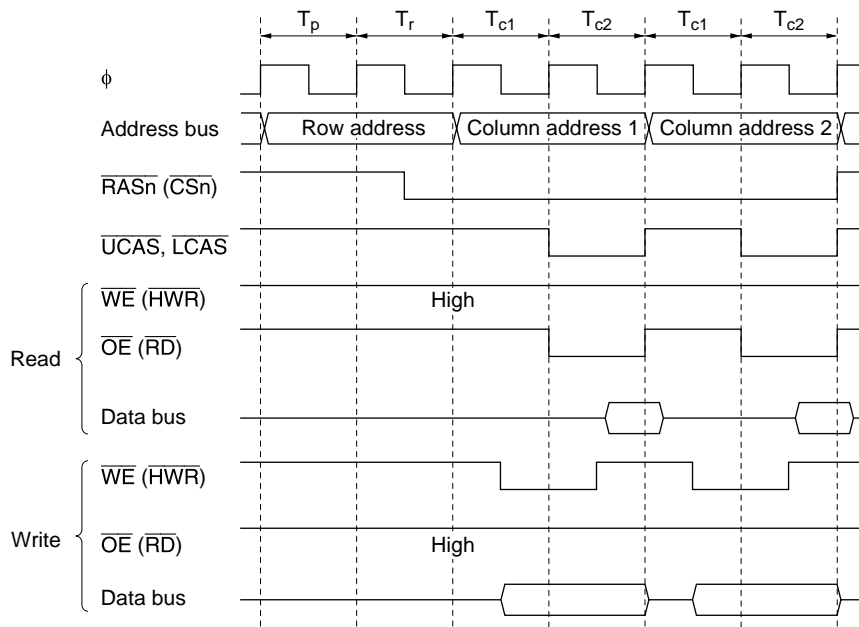 Tp Tr Tc1 Tc2 Tc1 Tc2
ϕ
Address bus Row address Column address 1 Column address 2
RASn (CSn)
UCAS, LCAS
WE (HWR) High
Read
OE (RD)
Data bus
WE (HWR)
Write
OE (RD) High
Data bus